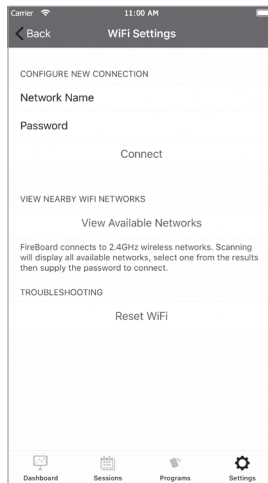 Carrier 11:00 AM
Back WiFi Settings
CONFIGURE NEW CONNECTION
Network Name
Password
Connect
VIEW NEARBY WIFI NETWORKS
View Available Networks
FireBoard connects to 2.4GHz wireless networks. Scanning
will display all available networks, select one from the results
then supply the password to connect.
TROUBLESHOOTING
Reset WiFi
Dashboard Sessions Programs Settings